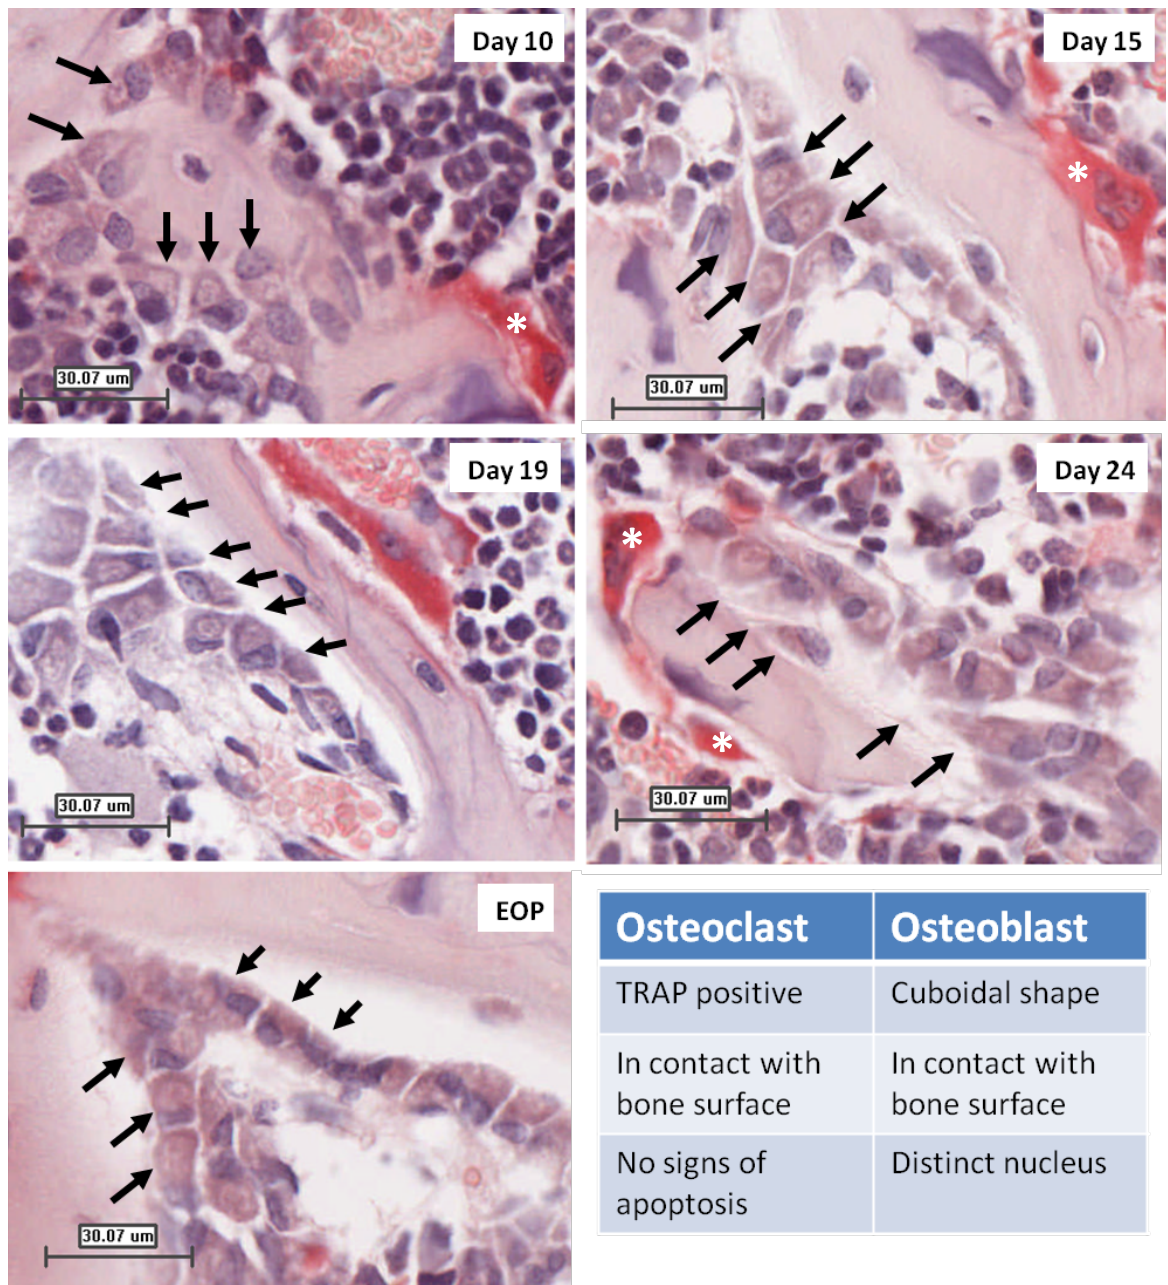 Day 10
30.07 um
*
Day 15
30.07 um
*
Day 19
30.07 um
Day 24
*
*
30.07 um
EOP
30.07 um
Osteoclast
Osteoblast
TRAP positive
Cuboidal shape
In contact with
bone surface
In contact with
bone surface
No signs of
apoptosis
Distinct nucleus